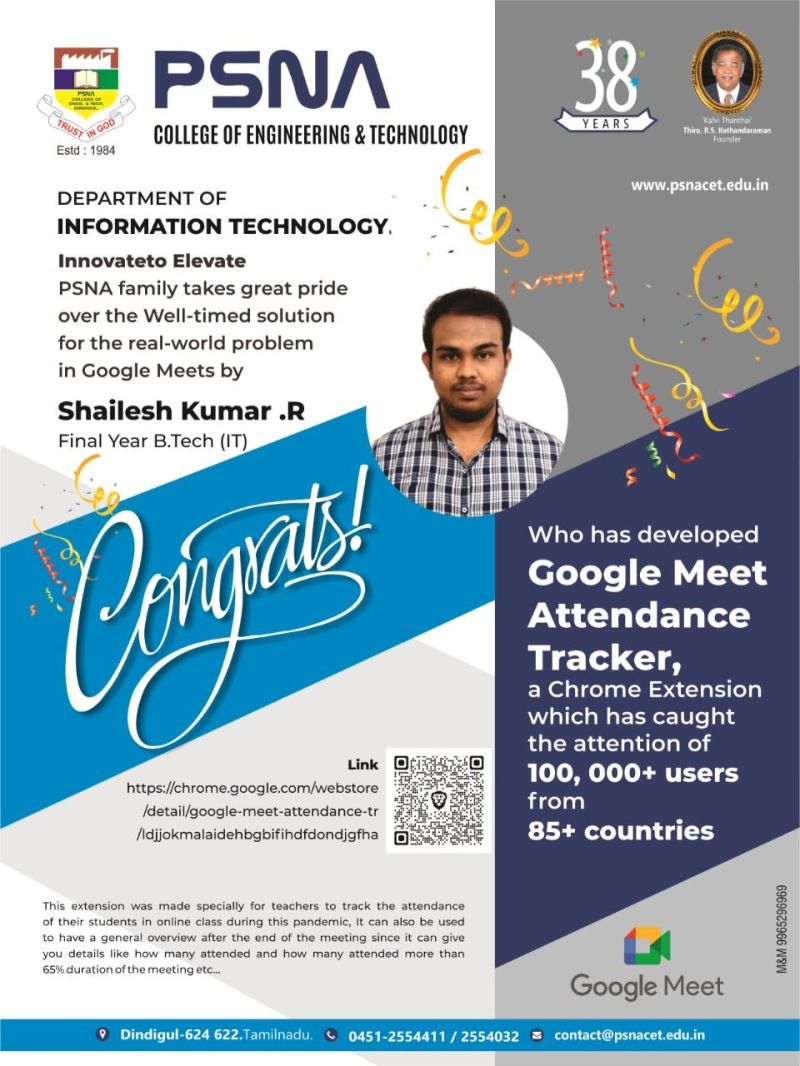 PSNA
COLLEGE OF
ENGG. & TECH.
DINDIGUL.
TRUST IN GOD
Estd : 1984
PSNA
COLLEGE OF ENGINEERING & TECHNOLOGY
38
YEARS
'Kalvi Thanthai'
Thiru. R.S. Kothandaraman
Founder
www.psnacet.edu.in
DEPARTMENT OF
INFORMATION TECHNOLOGY.
Innovateto Elevate
PSNA family takes great pride
over the Well-timed solution
for the real-world problem
in Google Meets by
Shailesh Kumar .R
Final Year B.Tech (IT)
Congrats!
Who has developed
Google Meet
Attendance
Tracker,
a Chrome Extension
which has caught
the attention of
100, 000+ users
from
85+ countries
Link
https://chrome.google.com/webstore
/detail/google-meet-attendance-tr
/ldjjokmalaidehbgbifihdfdondjgfha
This extension was made specially for teachers to track the attendance
of their students in online class during this pandemic, It can also be used
to have a general overview after the end of the meeting since it can give
you details like how many attended and how many attended more than
65% duration of the meeting etc...
Google Meet
M&M 9965296969
Dindigul-624 622.Tamilnadu. 0451-2554411 / 2554032 contact@psnacet.edu.in